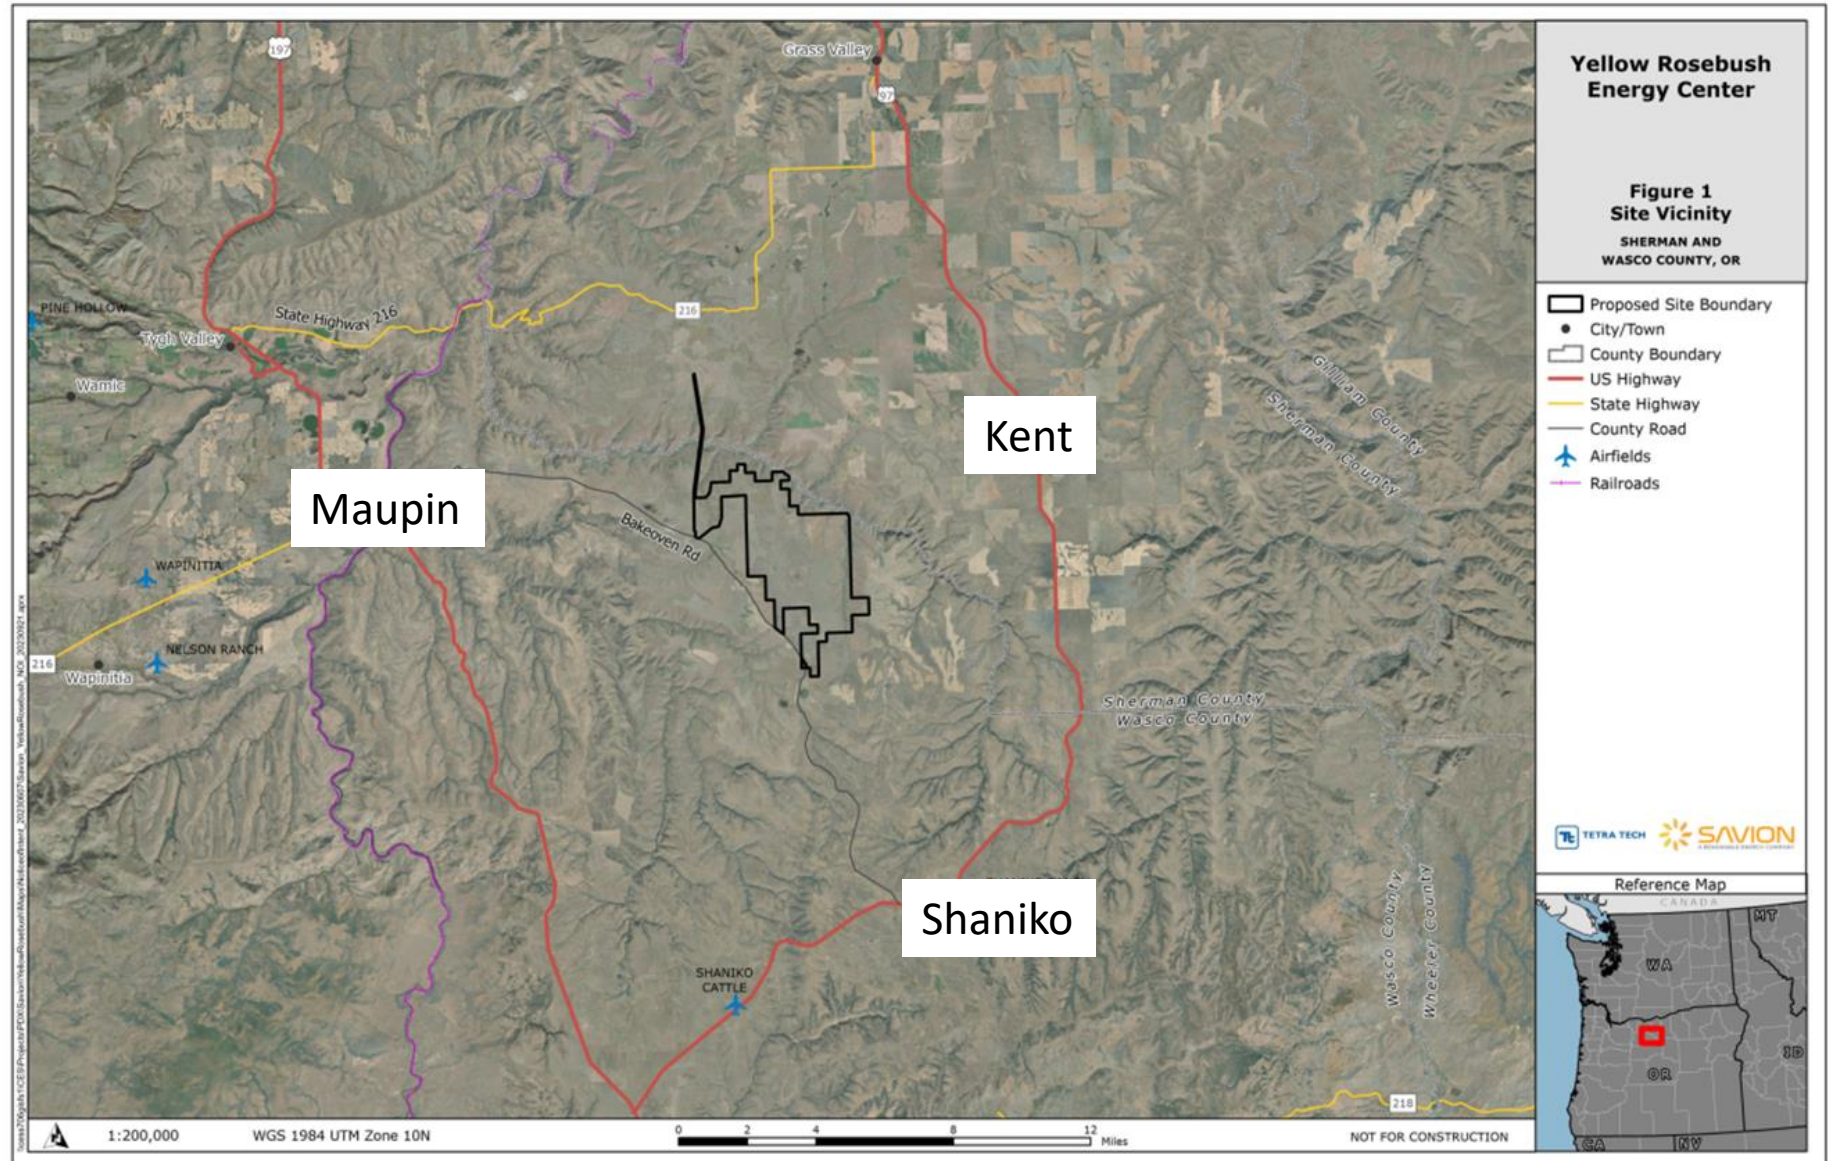 Yellow Rosebush
Energy Center
Figure 1
Site Vicinity
SHERMAN AND
WASCO COUNTY, OR
Proposed Site Boundary
City/Town
County Boundary
US Highway
State Highway
County Road
Airfields
Railroads
TETRA TECH
SAVION
Reference Map
CANADA
MT
WA
ID
OR
CA
NV
197
Grass Valley
97
PINE HOLLOW
State Highway 216
216
Tygh Valley
Wamic
Kent
Gilliam County
Sherman County
Maupin
Bakeoven Rd
WAPINITIA
NELSON RANCH
216
Wapinitia
Sherman County
Wasco County
Shaniko
SHANIKO
CATTLE
Wasco County
Wheeler County
218
1:200,000
WGS 1984 UTM Zone 10N
0 2 4 8 12
Miles
NOT FOR CONSTRUCTION